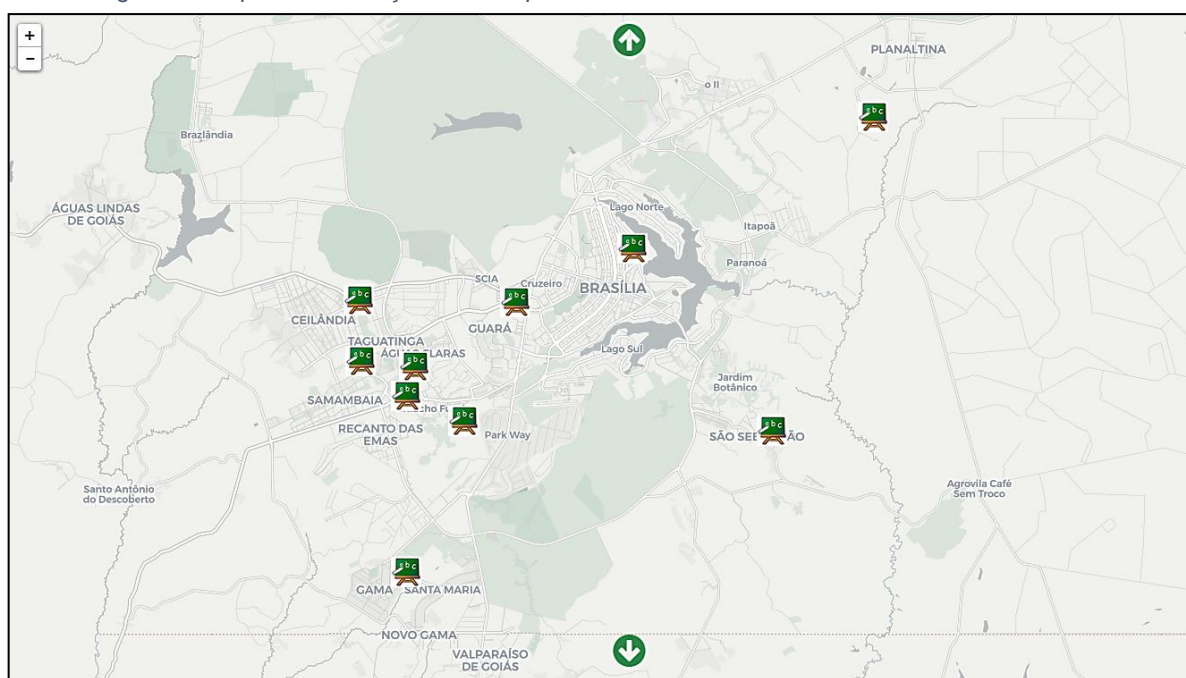 +
−
PLANALTINA
o II
Brazlândia
ÁGUAS LINDAS
DE GOIÁS
Lago Norte
Itapoã
Paranoá
SCIA
Cruzeiro
BRASÍLIA
CEILÂNDIA
GUARÁ
TAGUATINGA
Lago Sul
Jardim
Botânico
SAMAMBAIA
RECANTO DAS
EMAS
Park Way
Santo Antônio
do Descoberto
Agrovila Café
Sem Troco
GAMA
SANTA MARIA
NOVO GAMA
VALPARAÍSO
DE GOIÁS